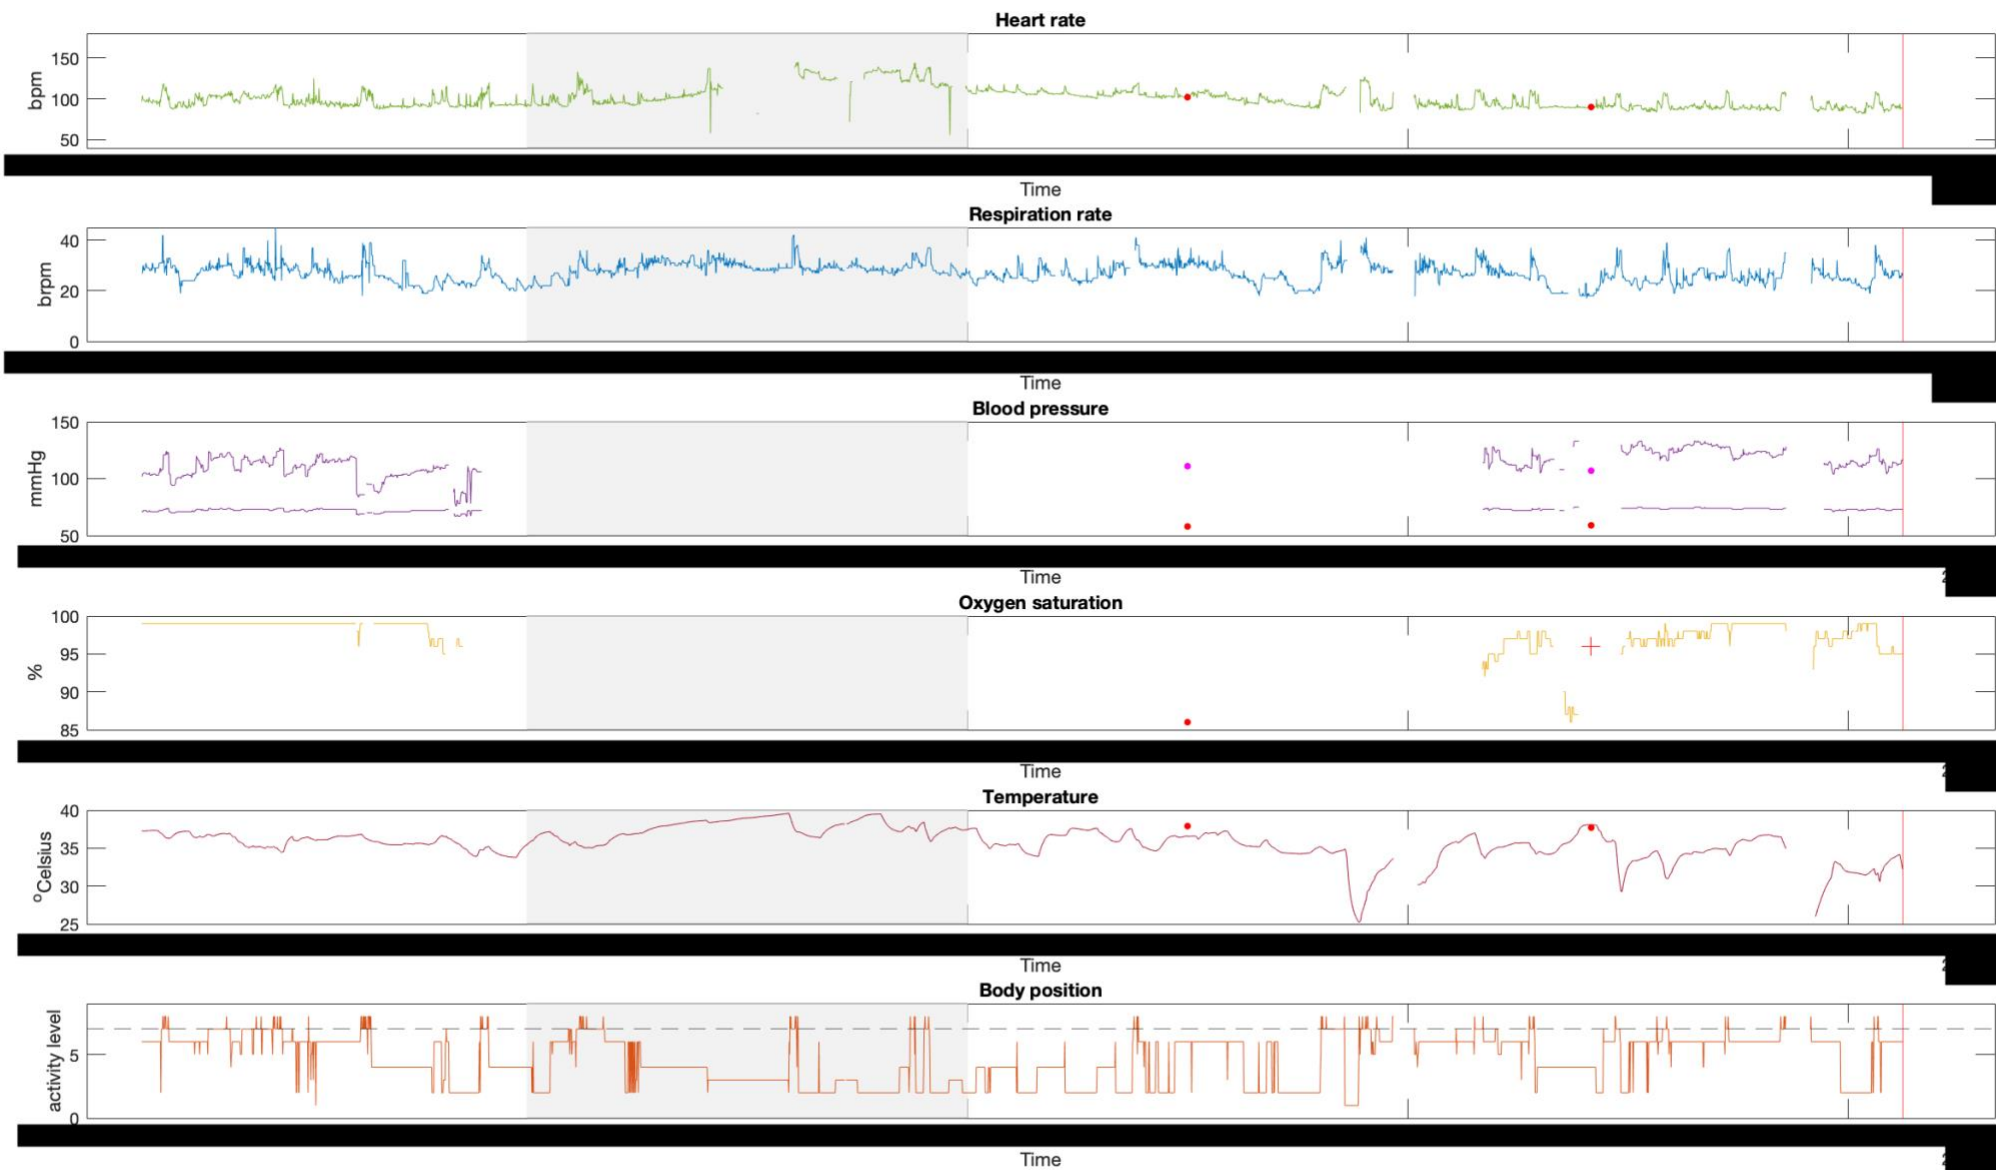 Heart rate
150
100
50
bpm
Time
Respiration rate
40
20
0
brpm
Time
Blood pressure
150
100
50
mmHg
Time
Oxygen saturation
100
95
90
85
%
Time
Temperature
40
35
30
25
°Celsius
Time
Body position
5
0
activity level
Time